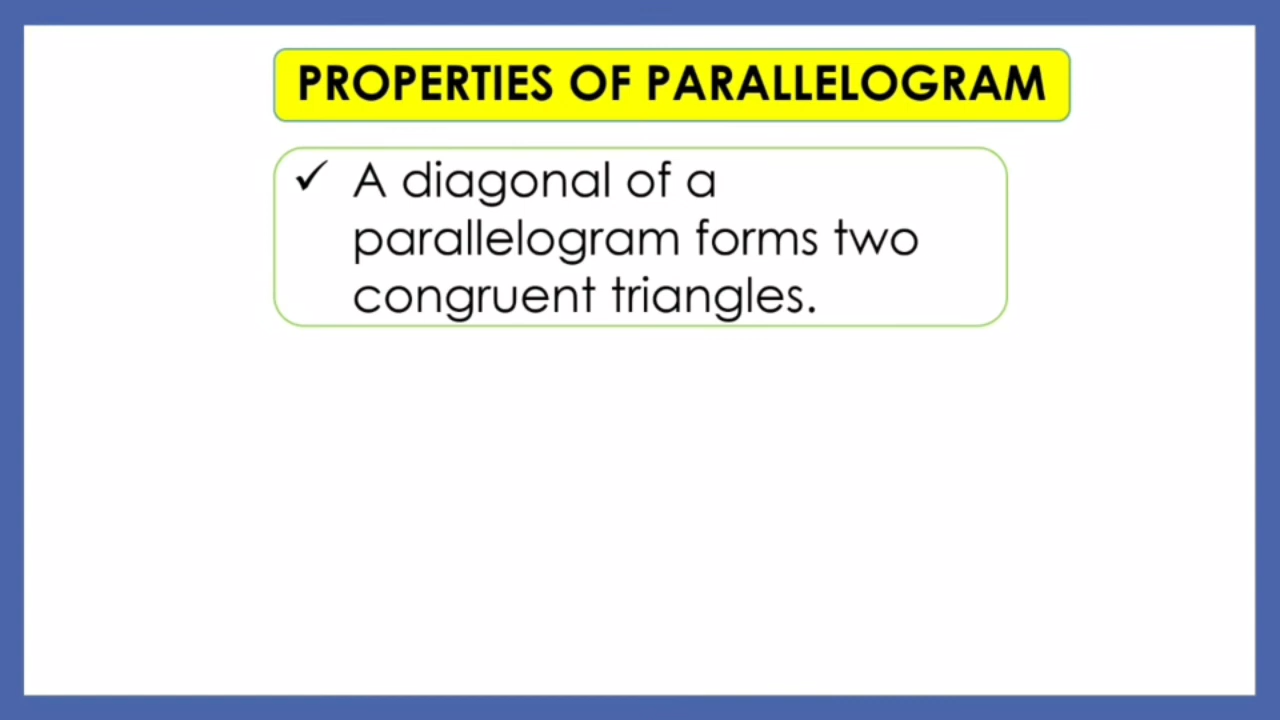 PROPERTIES OF PARALLELOGRAM
✓ A diagonal of a
parallelogram forms two
congruent triangles.